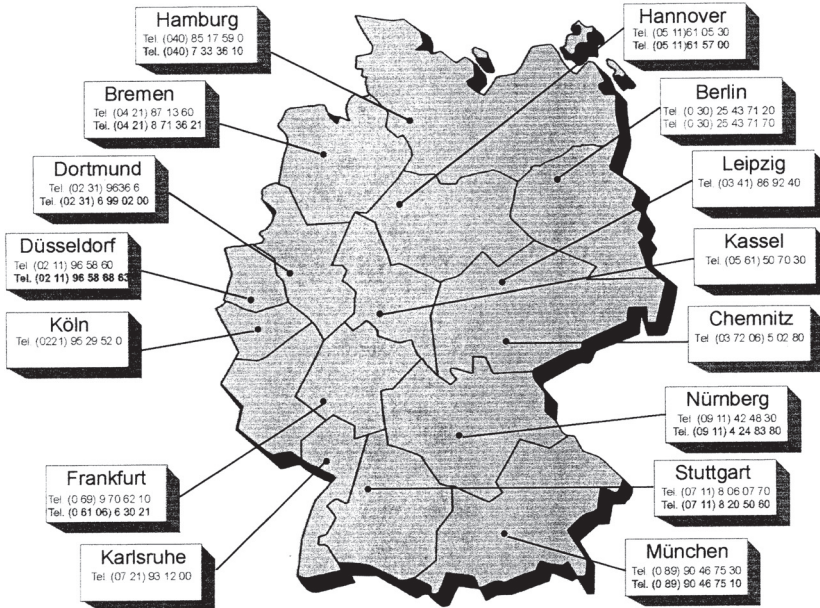 Hamburg
Tel. (040) 85 17 59 0
Tel. (040) 7 33 36 10
Hannover
Tel. (05 11)61 05 30
Tel. (05 11)61 57 00
Bremen
Tel (04 21) 87 13 60
Tel. (04 21) 8 71 36 21
Berlin
Tel (0 30) 25 43 71 20
Tel (0 30) 25 43 71 70
Dortmund
Tel (02 31) 9636 6
Tel. (02 31) 6 99 02 00
Leipzig
Tel (03 41) 86 92 40
Düsseldorf
Tel (02 11) 96 58 60
Tel. (02 11) 96 58 68 63
Kassel
Tel. (05 61) 50 70 30
Köln
Tel (0221) 95 29 52 0
Chemnitz
Tel (03 72 06) 5 02 80
Nürnberg
Tel (09 11) 42 48 30
Tel. (09 11) 4 24 83 80
Frankfurt
Tel (0 69) 9 70 62 10
Tel. (0 61 06) 6 30 21
Stuttgart
Tel (07 11) 8 06 07 70
Tel. (07 11) 8 20 50 60
Karlsruhe
Tel (07 21) 93 12 00
München
Tel. (0 89) 90 46 75 30
Tel. (0 89) 90 46 75 10